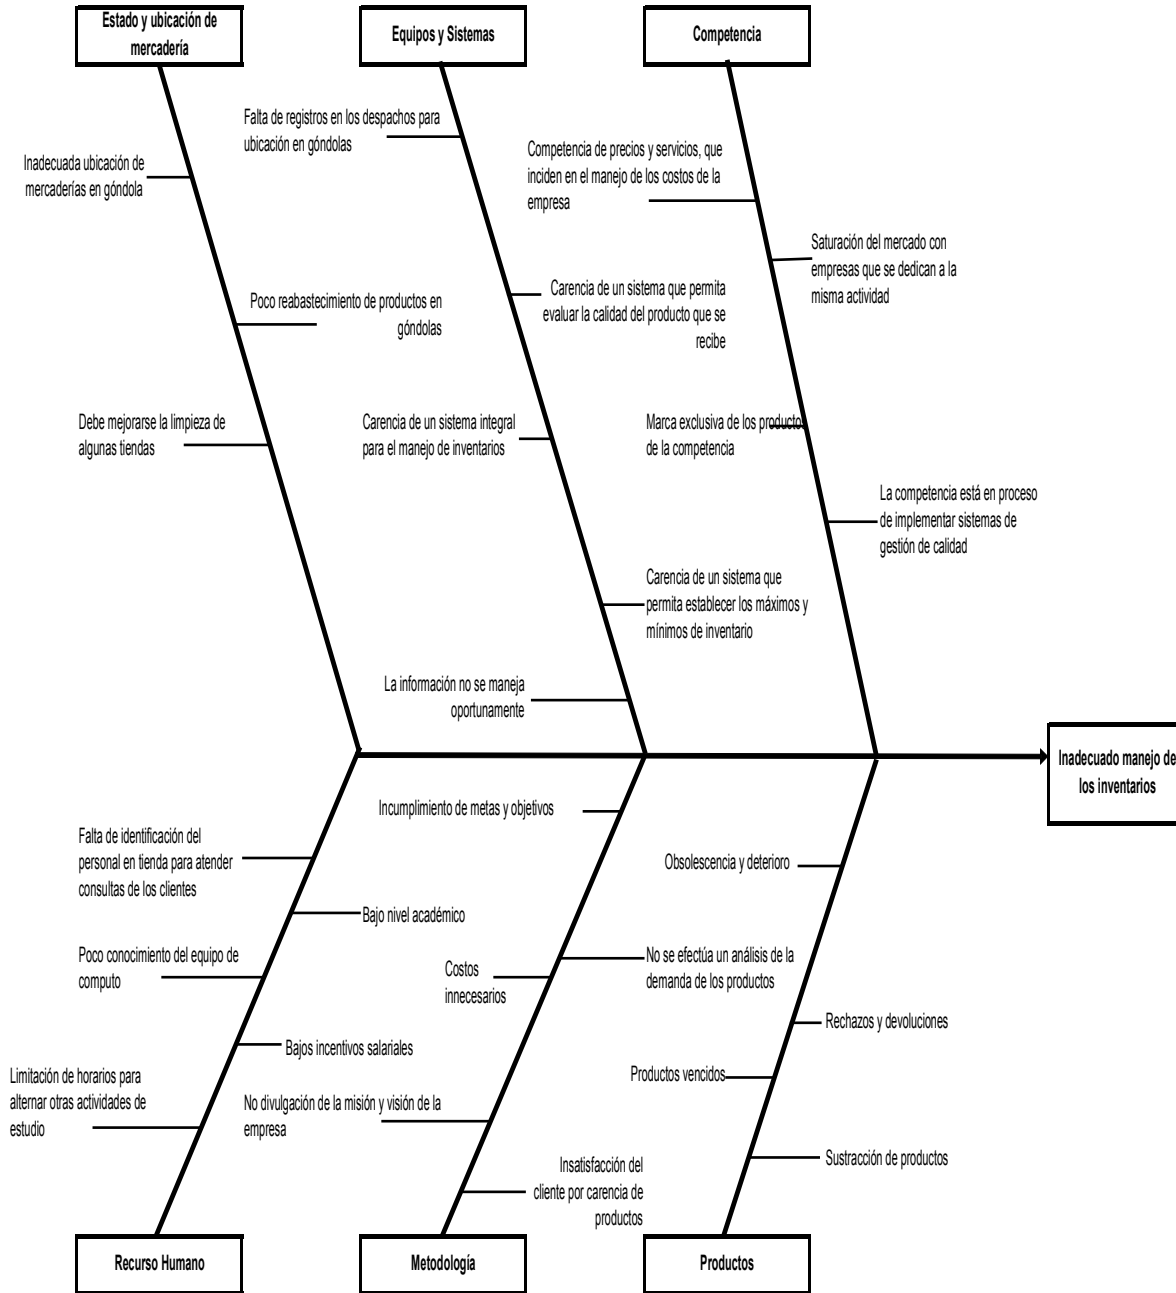 Estado y ubicación de
mercadería
Equipos y Sistemas
Competencia
Falta de registros en los despachos para
ubicación en góndolas
Inadecuada ubicación de
mercaderías en góndola
Competencia de precios y servicios, que
inciden en el manejo de los costos de la
empresa
Saturación del mercado con
empresas que se dedican a la
misma actividad
Poco reabastecimiento de productos en
góndolas
Carencia de un sistema que permita
evaluar la calidad del producto que se
recibe
Debe mejorarse la limpieza de
algunas tiendas
Carencia de un sistema integral
para el manejo de inventarios
Marca exclusiva de los producto
de la competencia
La competencia está en proceso
de implementar sistemas de
gestión de calidad
Carencia de un sistema que
permita establecer los máximos y
mínimos de inventario
La información no se maneja
oportunamente
Inadecuado manejo de
los inventarios
Incumplimiento de metas y objetivos
Falta de identificación del
personal en tienda para atender
consultas de los clientes
Obsolescencia y deterioro
Bajo nivel académico
Poco conocimiento del equipo de
computo
Costos
innecesarios
No se efectúa un análisis de la
demanda de los productos
Rechazos y devoluciones
Bajos incentivos salariales
Productos vencidos
Limitación de horarios para
alternar otras actividades de
estudio
No divulgación de la misión y visión de la
empresa
Insatisfacción del
cliente por carencia de
productos
Sustracción de productos
Recurso Humano
Metodología
Productos